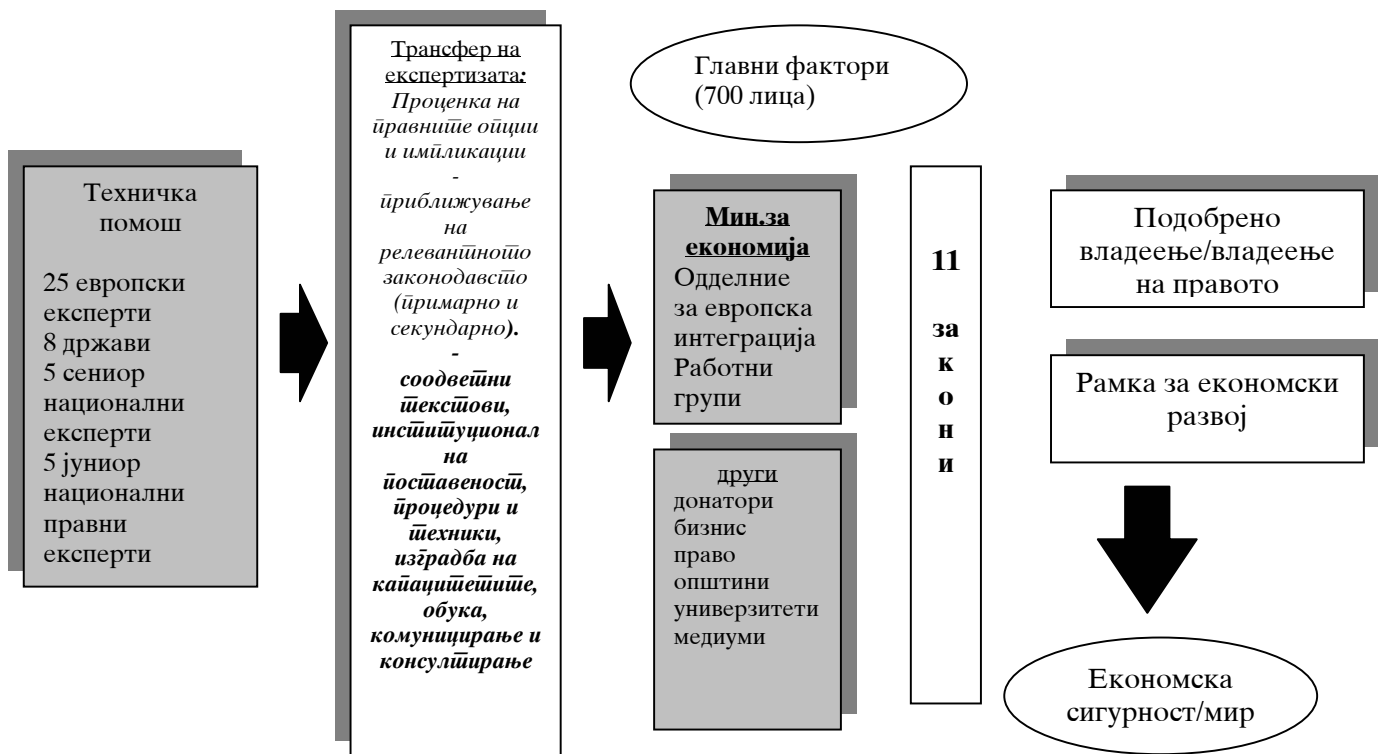 Техничка
помош
25 европски
експерти
8 држави
5 сениор
национални
експерти
5 јуниор
национални
правни
експерти
Трансфер на
експертизата:
Проценка на
правните опции
и импликации
-
приближување
на
релевантното
законодавство
(примарно и
секундарно).
-
соодветни
текстови,
институционал
на
поставеност,
процедури и
техники,
изградба на
капацитетите,
обука,
комуницирање и
консултирање
Главни фактори
(700 лица)
Мин.за
економија
Одделние
за европска
интеграција
Работни
групи
други
донатори
бизнис
право
општини
универзитети
медиуми
11
за
к
о
н
и
Подобрено
владеење/владеење
на правото
Рамка за економски
развој
Економска
сигурност/мир